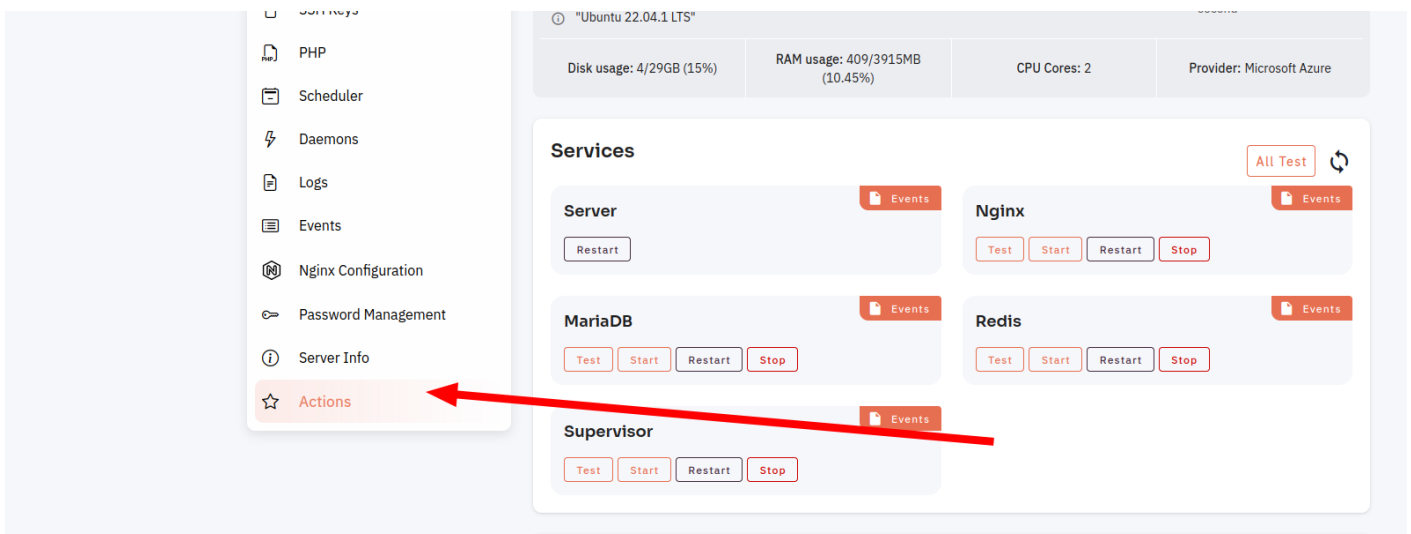 PHP
Scheduler
Daemons
Logs
Events
Nginx Configuration
Password Management
Server Info
Actions
"Ubuntu 22.04.1 LTS"
Disk usage: 4/29GB (15%)
RAM usage: 409/3915MB
(10.45%)
CPU Cores: 2
Provider: Microsoft Azure
Services
All Test
Server
Events
Restart
Nginx
Events
Test Start Restart Stop
MariaDB
Events
Test Start Restart Stop
Redis
Events
Test Start Restart Stop
Supervisor
Events
Test Start Restart Stop